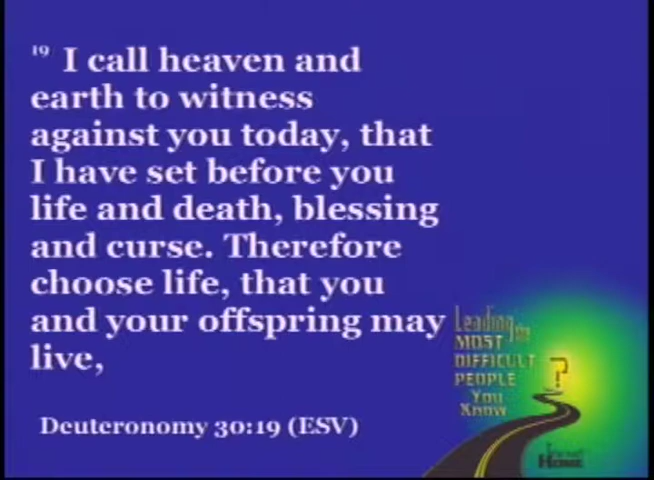 19 I call heaven and
earth to witness
against you today, that
I have set before you
life and death, blessing
and curse. Therefore
choose life, that you
and your offspring may
live,
Deuteronomy 30:19 (ESV)
Leading the
MOST
DIFFICULT
PEOPLE
You
Know
?
HOME